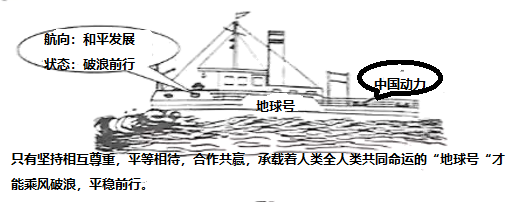 航向：和平发展
状态：破浪前行
中国动力
地球号
只有坚持相互尊重，平等相待，合作共赢，承载着人类全人类共同命运的“地球号“才
能乘风破浪，平稳前行。